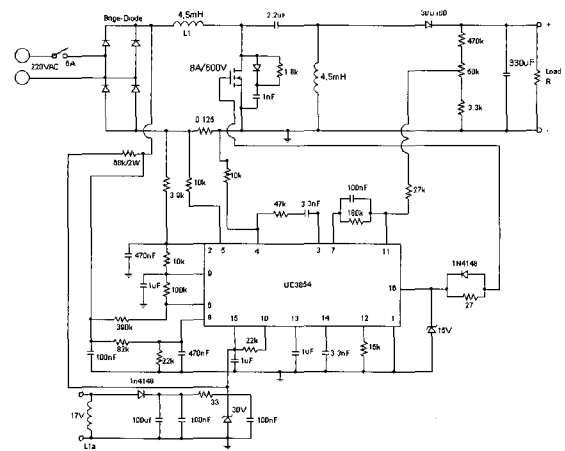 Brige-Diode
4,5mH
L1
2.2uF
220VAC
6A
8A/600V
1.8k
1nF
4,5mH
470k
50k
3.3k
330uF
+
Load
R
-
0.125
68k/2W
3.9k
10k
10k
47k
3.3nF
100nF
180k
27k
470nF
10k
1uF
100k
390k
82k
100nF
22k
470nF
2
5
4
3
7
11
9
6
8
UC3854
16
15
10
13
14
12
1
1N4148
27
15V
22k
1uF
1uF
3.3nF
15k
1n4148
17V
L1a
100uf
100nF
33
30V
100nF